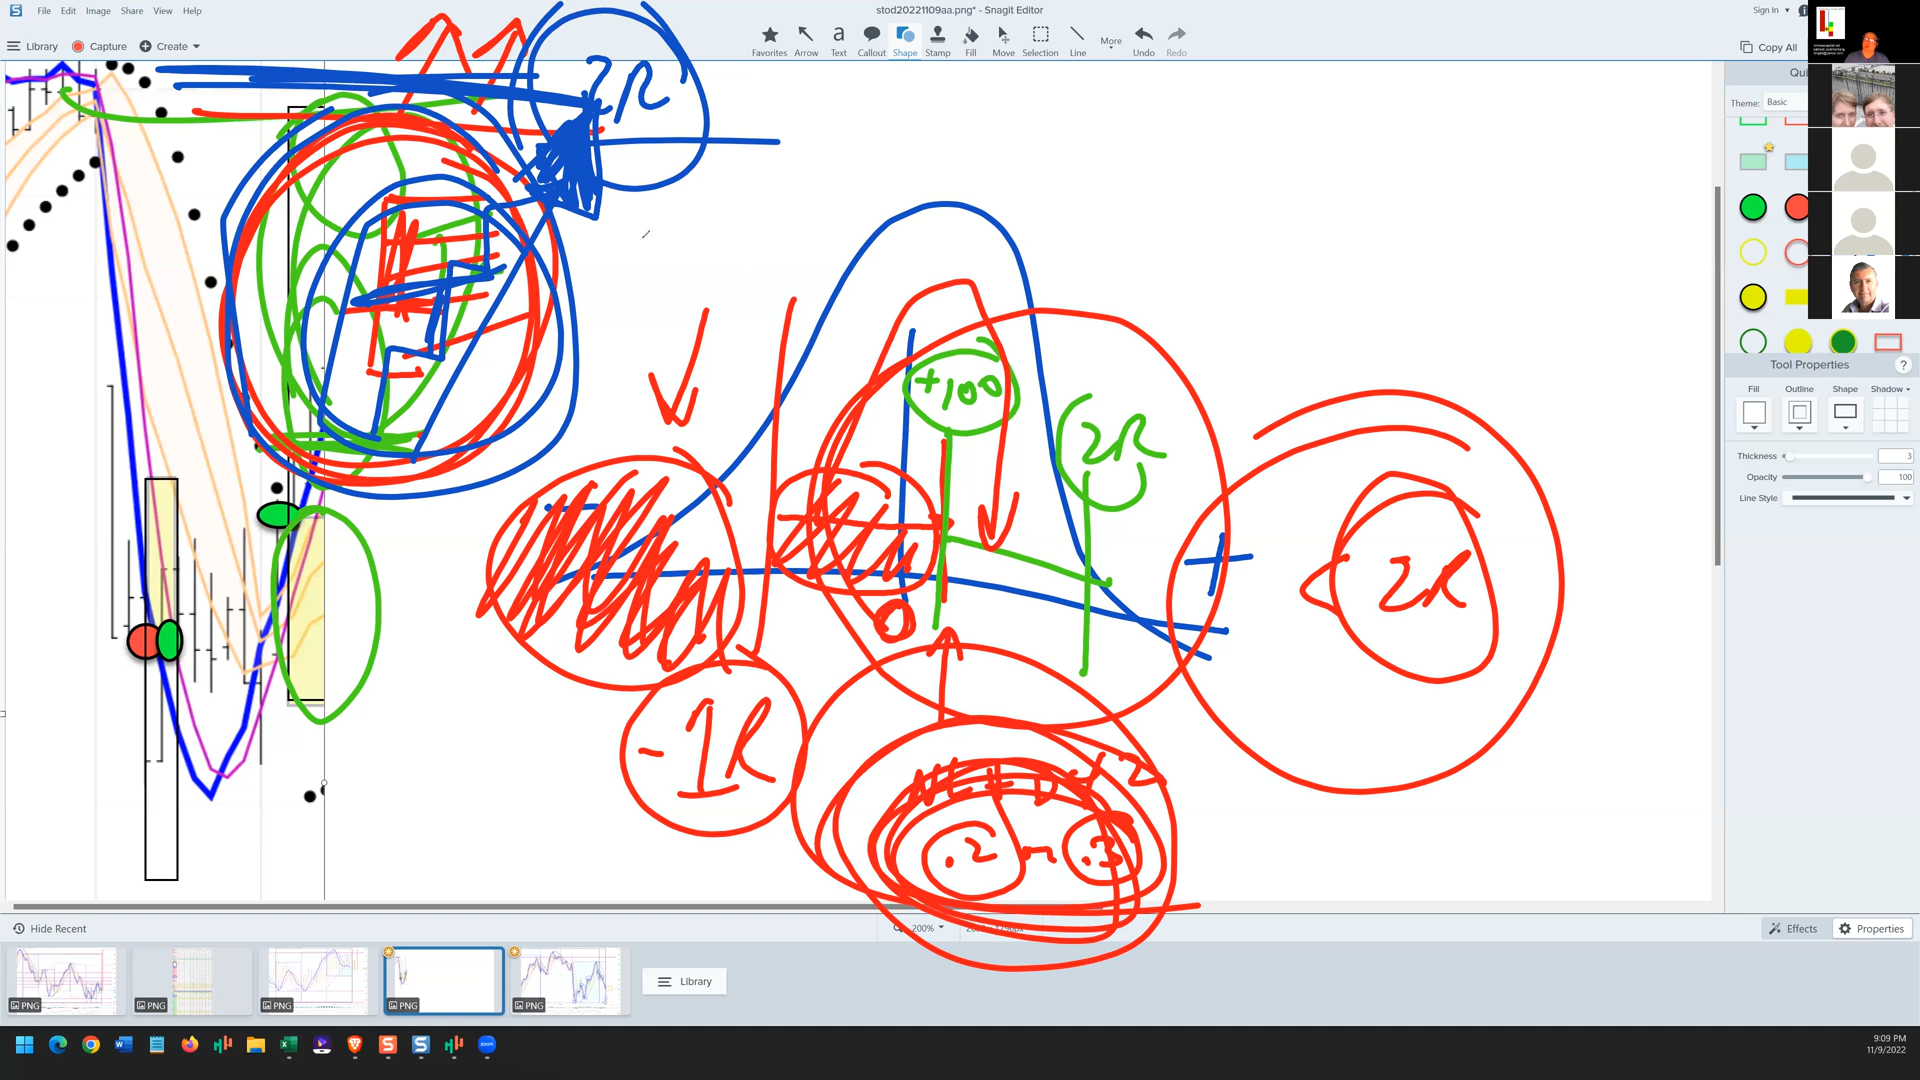 stod20221109aa.png* - Snagit Editor
File Edit Image Share View Help
Sign In
Library Capture Create
Favorites Arrow Text Callout Shape Stamp Fill Move Selection Line More Undo Redo
Copy All
2R
Theme: Basic
+100
2R
2R
-1R
.2 .3
Tool Properties
?
Fill Outline Shape Shadow
Thickness 3
Opacity 100
Line Style
Hide Recent
200%
Effects Properties
PNG PNG PNG PNG PNG
Library
9:09 PM
11/9/2022